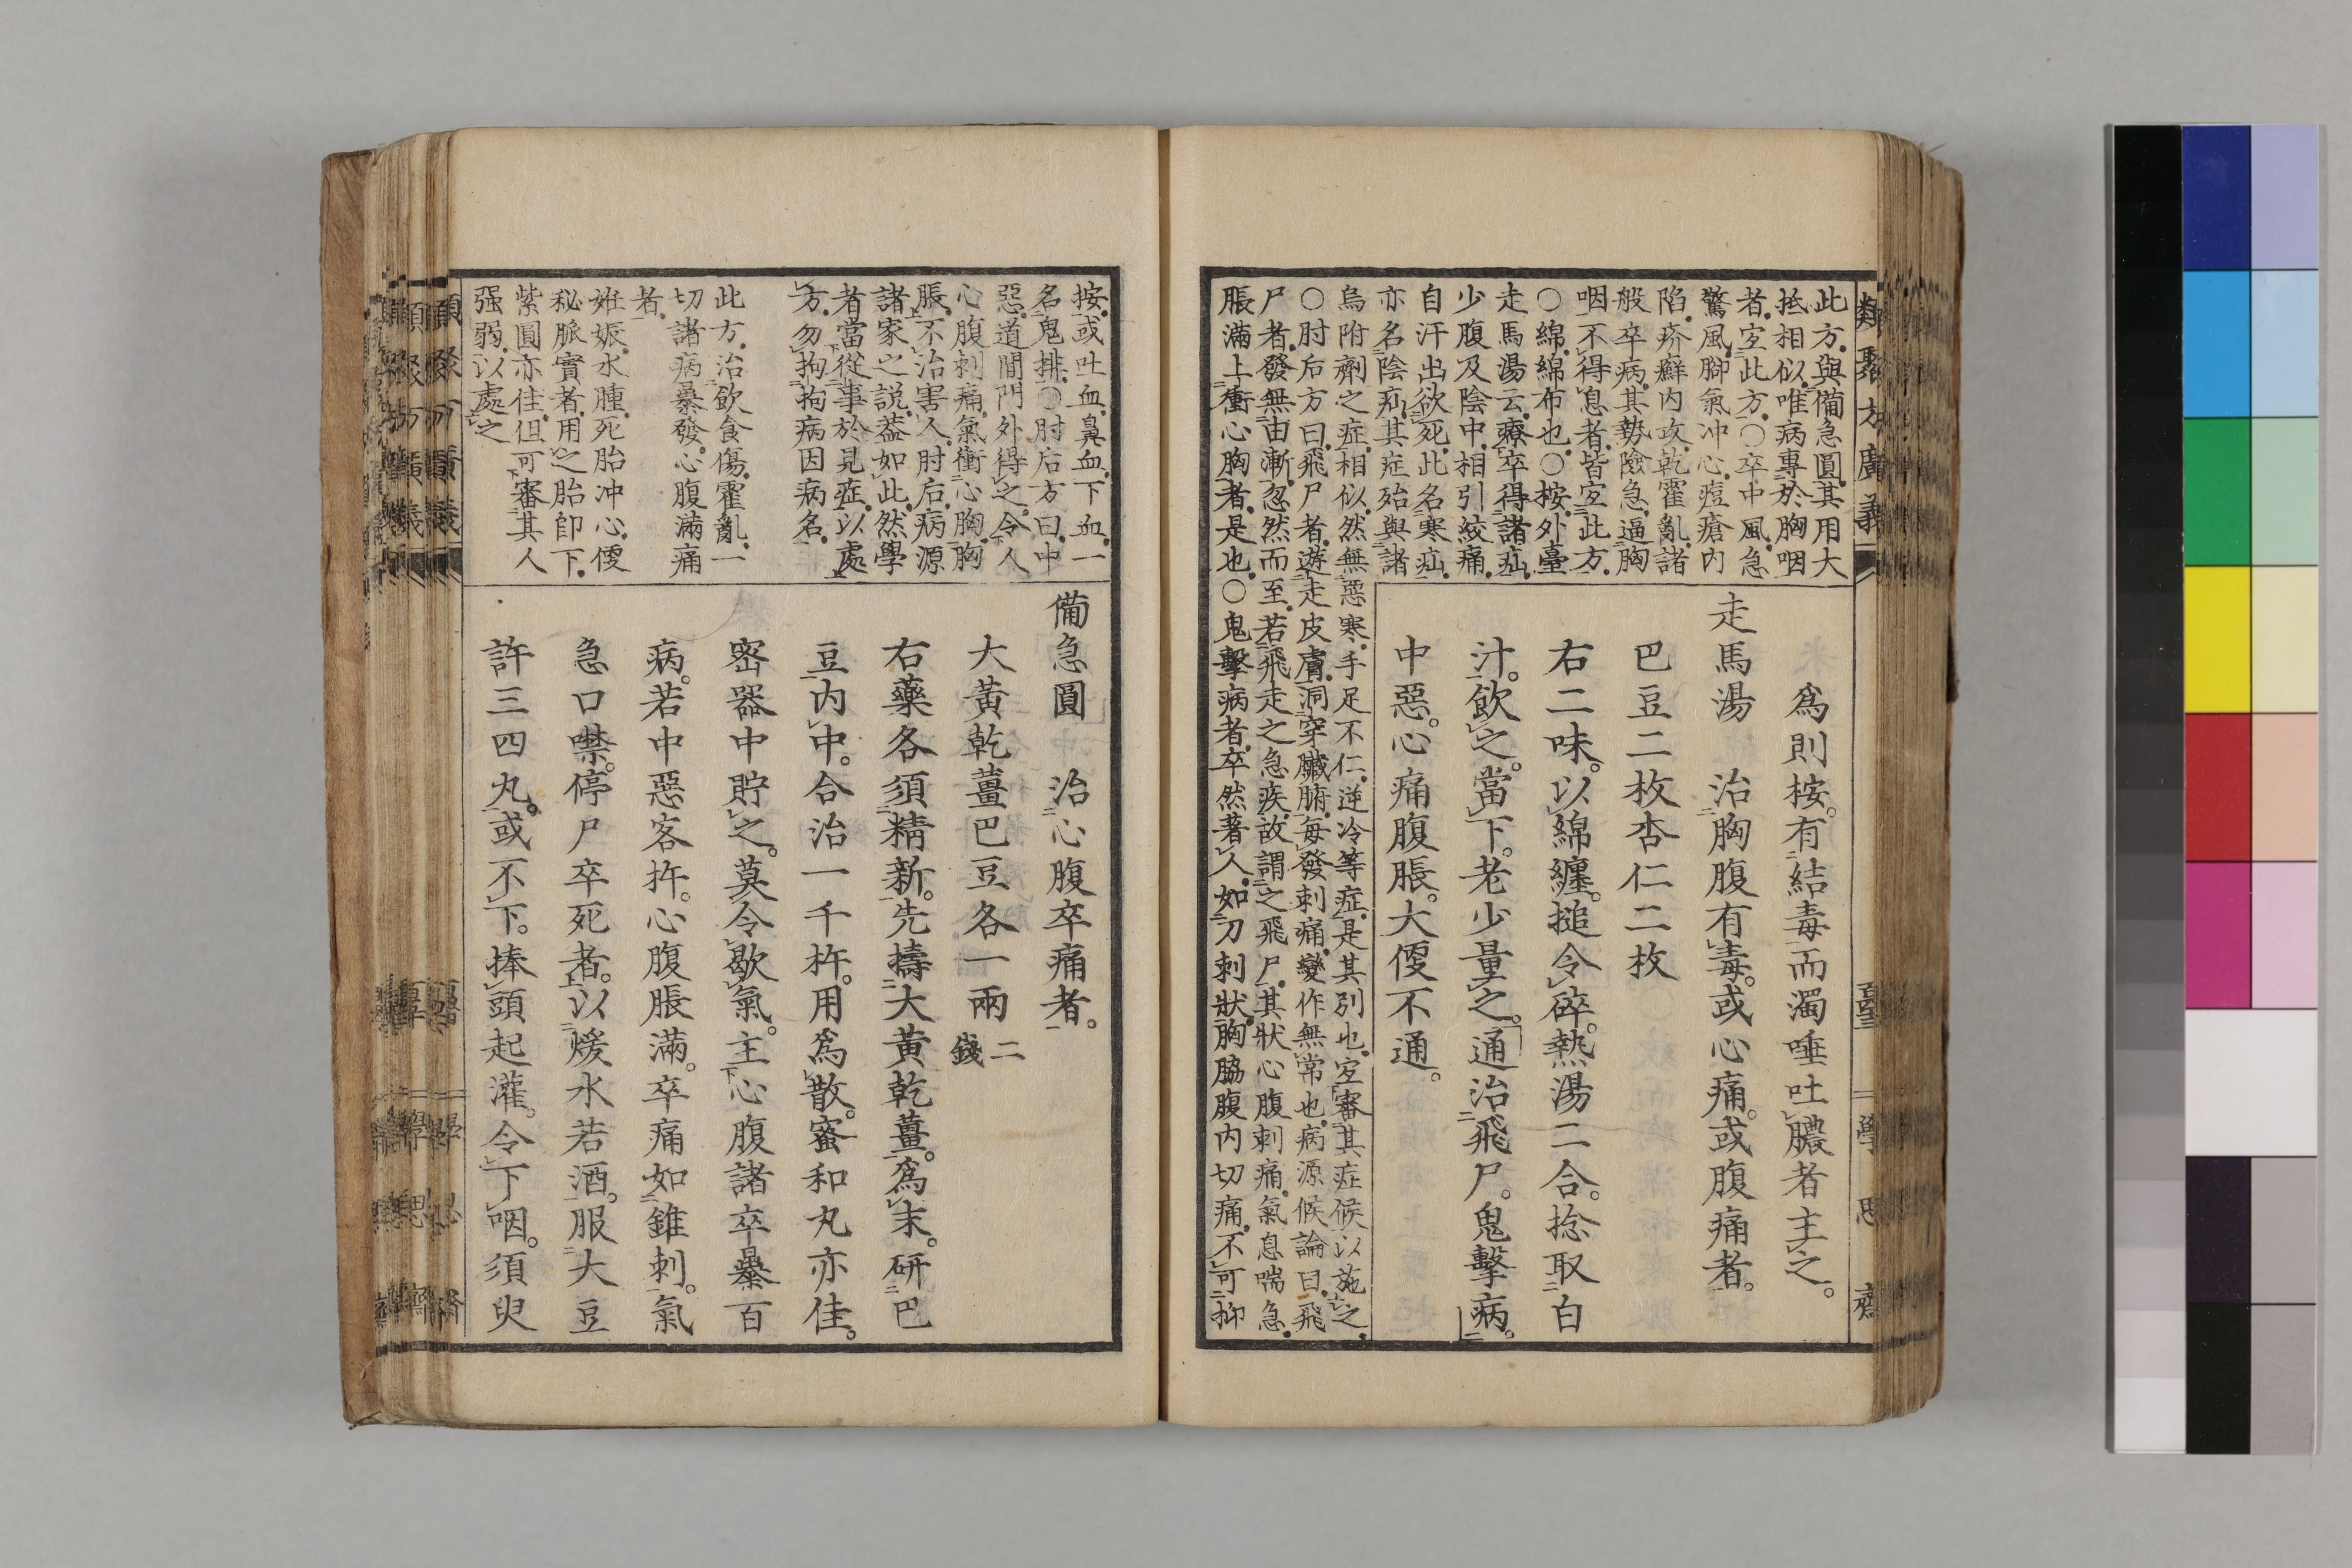 類聚方廣義
此方與備急圓其用大
抵相似唯病專於胸咽
者宜此方○卒中風急
驚風脚氣冲心痘瘡内
陷疥癬内攻乾霍亂諸
般卒病其勢險急逼胸
咽不得息者皆宜此方
○綿綿綿布也○按外臺
走馬湯云療卒得諸疝
少腹及陰中相引絞痛
自汗出欲死此名寒疝
亦名陰疝其症殆與諸
烏附劑之症相似然無惡寒手足不仁逆冷等症是其別也宜審其症候以施之
○肘后方曰飛尸者遊走皮膚洞穿臟腑每發刺痛變作無常也病源候論曰飛
尸者發無由漸忽然而至若飛走之急疾故謂之飛尸其狀心腹刺痛氣息喘急
脹滿上衝心胸者是也○鬼擊病者卒然著人如刀刺狀胸脇腹内切痛不可抑
爲則按。有結毒而濁唾吐膿者主之。
走馬湯　治胸腹有毒。或心痛。或腹痛者。
巴豆二枚杏仁二枚
右二味。以綿纏。搥令碎。熱湯二合。捻取白
汁。飲之。當下。老少量之。通治飛尸。鬼擊病。
中惡。心痛腹脹。大便不通。
學思齋
按或吐血鼻血下血一
名鬼排○肘后方曰中
惡道間門外得之令人
心腹刺痛氣衝心胸胸
脹不治害人肘后病源
諸家之説葢如此然學
者當從事於見症以處
方勿拘拘病因病名
此方治飲食傷霍亂一
切諸病暴發心腹滿痛
者
姙娠水腫死胎冲心便
秘脈實者用之胎即下
紫圓亦佳但可審其人
强弱以處之
備急圓　治心腹卒痛者。
大黃乾薑巴豆各一兩 二錢
右藥各須精新。先擣大黃乾薑。爲末。研巴
豆内中。合治一千杵。用爲散。蜜和丸亦佳。
密器中貯之。莫令歇氣。主心腹諸卒暴百
病。若中惡客忤。心腹脹滿。卒痛如錐刺。氣
急口噤。停尸卒死者。以煖水若酒。服大豆
許三四丸。或不下。捧頭起灌。令下咽。須臾